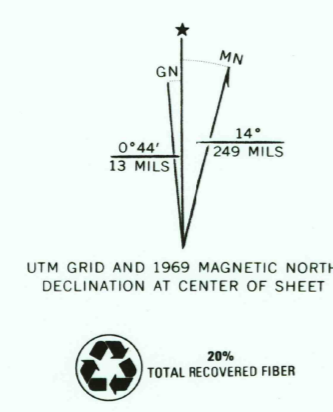 MN
GN
0°44′
13 MILS
14°
249 MILS
UTM GRID AND 1969 MAGNETIC NORTH
DECLINATION AT CENTER OF SHEET
20%
TOTAL RECOVERED FIBER